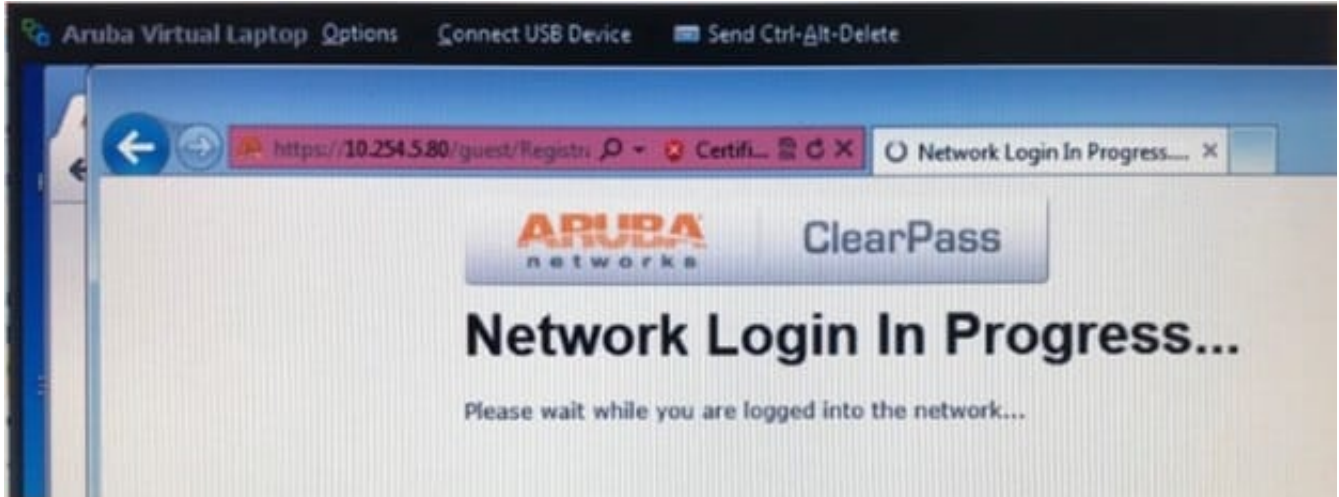 Aruba Virtual Laptop Options Connect USB Device Send Ctrl-Alt-Delete
https://10.254.5.80/guest/Registr Certifi... Network Login In Progress....
ARUBA networks ClearPass
Network Login In Progress...
Please wait while you are logged into the network...